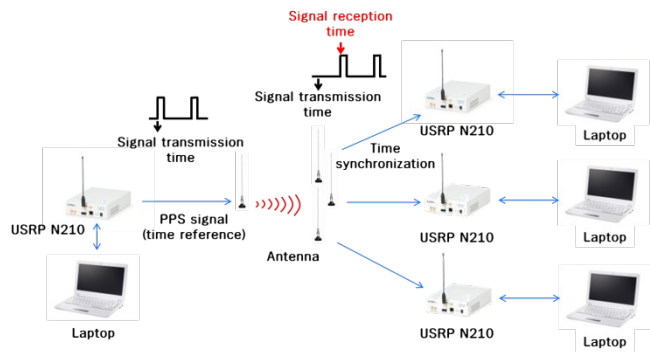 Signal reception
time
Signal transmission
time
USRP N210
Laptop
Signal transmission
time
Time
synchronization
USRP N210
PPS signal
(time reference)
Antenna
USRP N210
Laptop
Laptop
USRP N210
Laptop